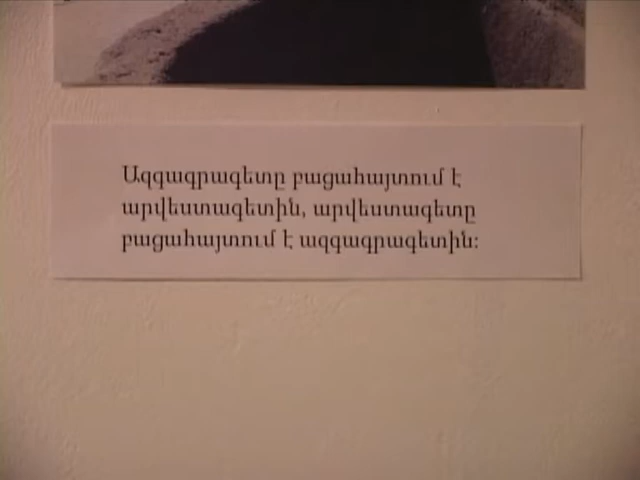 Ազգագրագետը բացահայտում է
արվեստագետին, արվեստագետը
բացահայտում է ազգագրագետին: